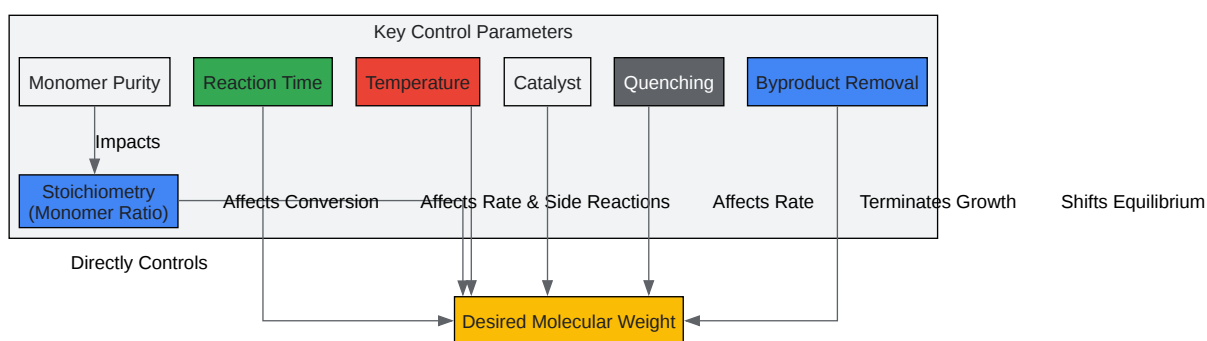 Key Control Parameters
Monomer Purity
Reaction Time
Temperature
Catalyst
Quenching
Byproduct Removal
Impacts
Stoichiometry
(Monomer Ratio)
Affects Conversion
Affects Rate & Side Reactions
Affects Rate
Terminates Growth
Shifts Equilibrium
Directly Controls
Desired Molecular Weight